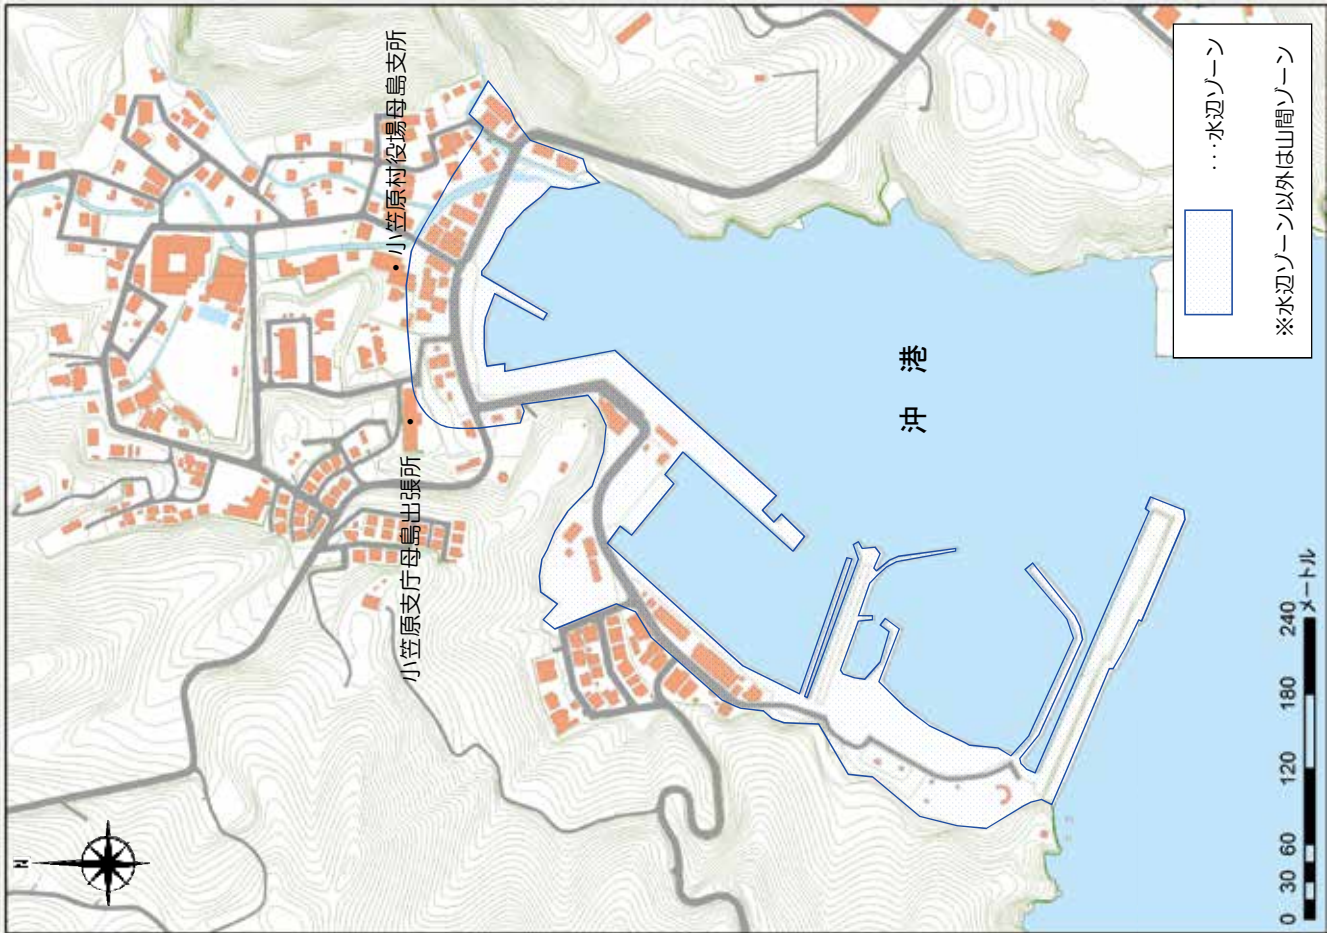 小笠原村役場母島支所
小笠原支庁母島出張所
沖 港
･･･水辺ゾーン
※水辺ゾーン以外は山間ゾーン
N
0 30 60 120 180 240
メートル